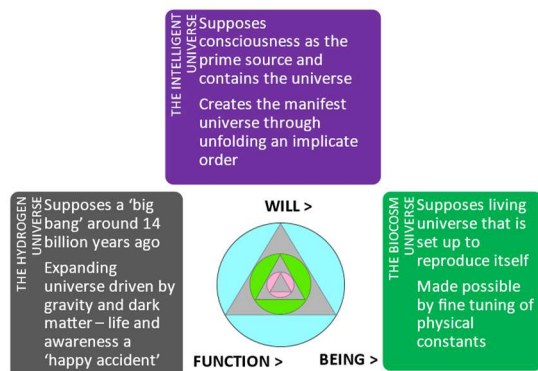 THE INTELLIGENT
UNIVERSE
Supposes
consciousness as the
prime source and
contains the universe
Creates the manifest
universe through
unfolding an implicate
order
THE HYDROGEN
UNIVERSE
Supposes a ‘big
bang’ around 14
billion years ago
Expanding
universe driven by
gravity and dark
matter – life and
awareness a
‘happy accident’
WILL >
FUNCTION >
BEING >
THE BIOCOSM
UNIVERSE
Supposes living
universe that is
set up to
reproduce itself
Made possible
by fine tuning of
physical
constants